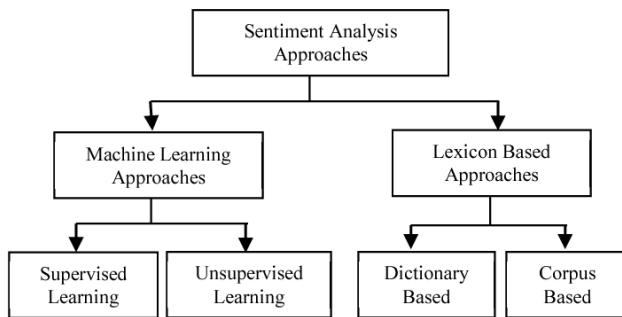 Sentiment Analysis
Approaches
Machine Learning
Approaches
Lexicon Based
Approaches
Supervised
Learning
Unsupervised
Learning
Dictionary
Based
Corpus
Based